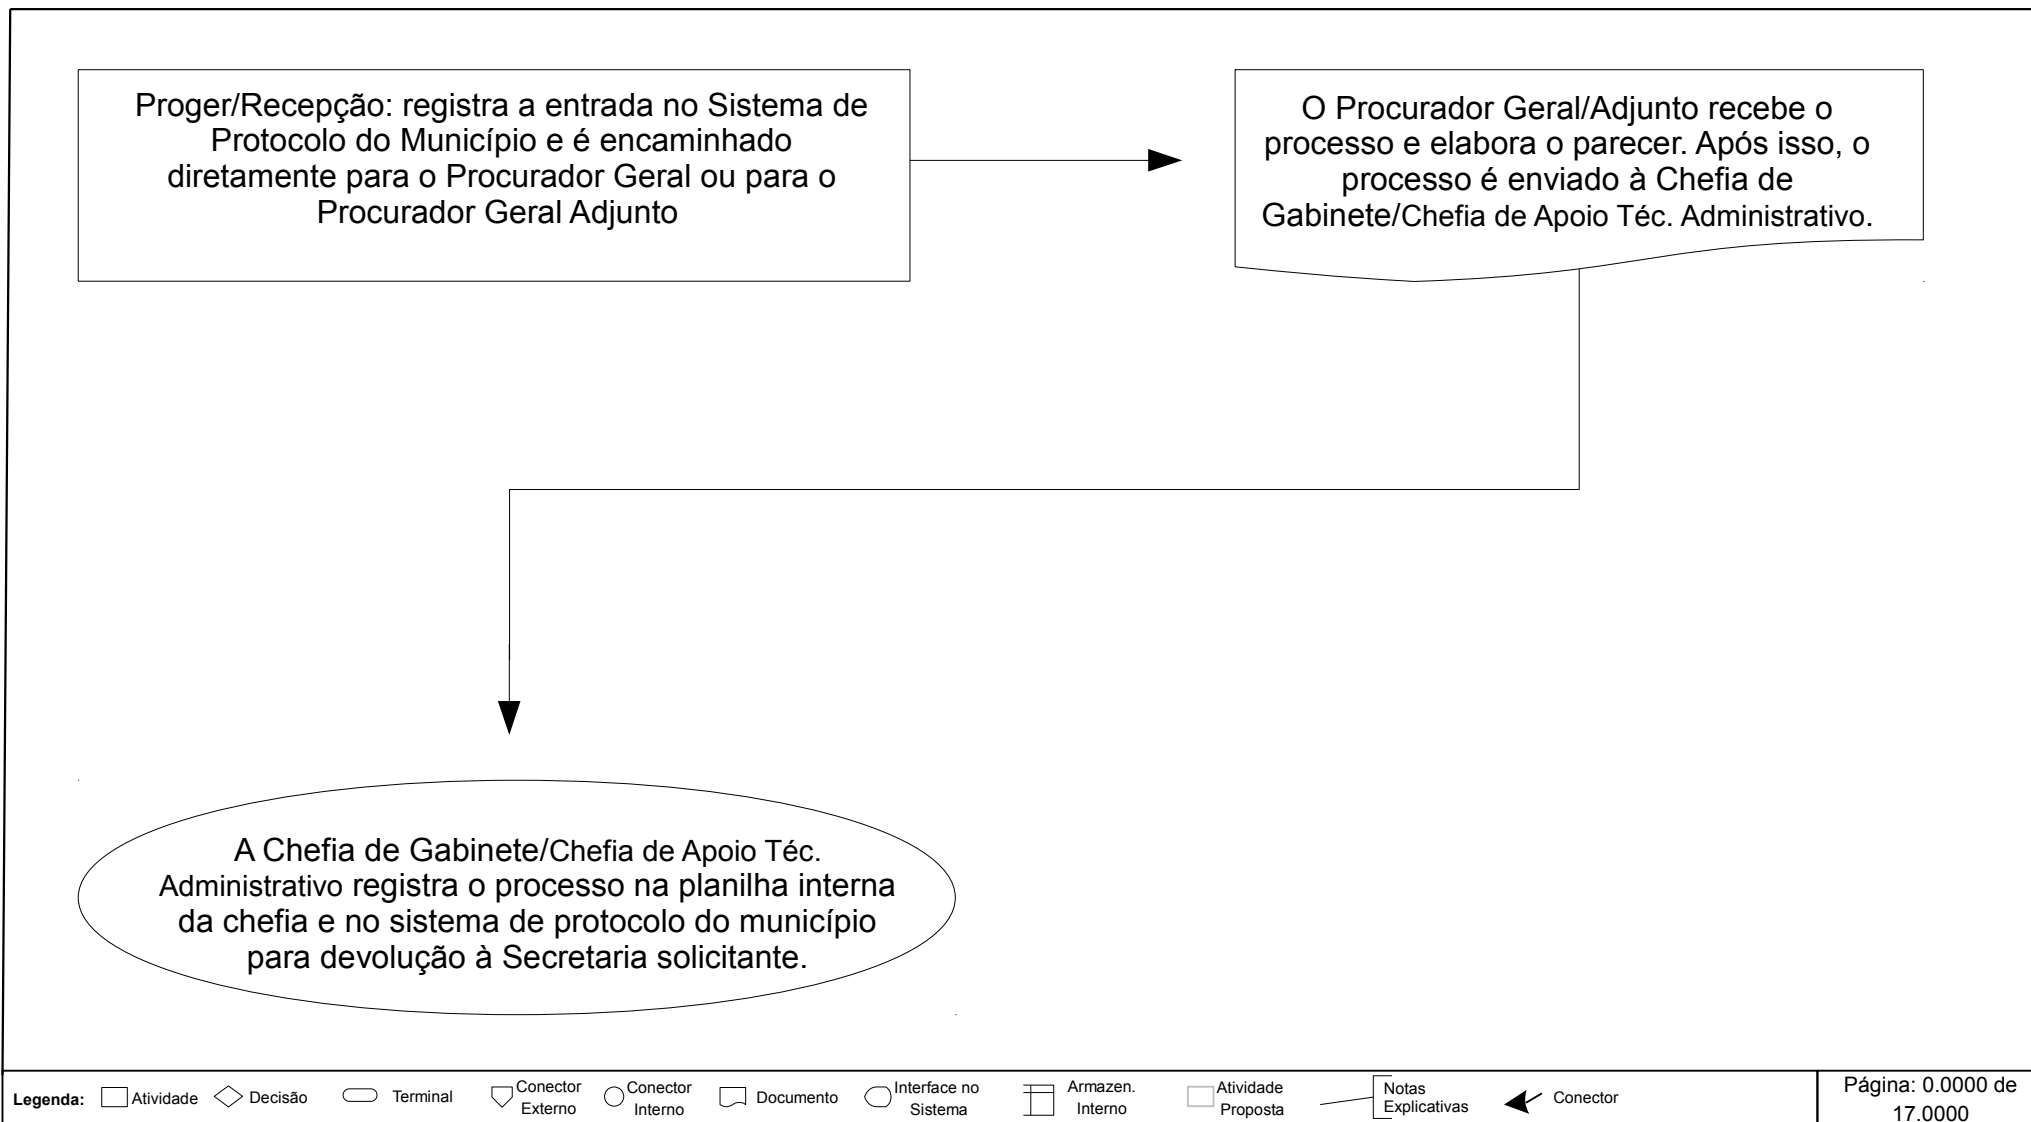 Proger/Recepção: registra a entrada no Sistema de
Protocolo do Município e é encaminhado
diretamente para o Procurador Geral ou para o
Procurador Geral Adjunto
O Procurador Geral/Adjunto recebe o
processo e elabora o parecer. Após isso, o
processo é enviado à Chefia de
Gabinete/Chefia de Apoio Téc. Administrativo.
A Chefia de Gabinete/Chefia de Apoio Téc.
Administrativo registra o processo na planilha interna
da chefia e no sistema de protocolo do município
para devolução à Secretaria solicitante.
Legenda:
Atividade
Decisão
Terminal
Conector
Externo
Conector
Interno
Documento
Interface no
Sistema
Armazen.
Interno
Atividade
Proposta
Notas
Explicativas
Conector
Página: 0.0000 de
17.0000